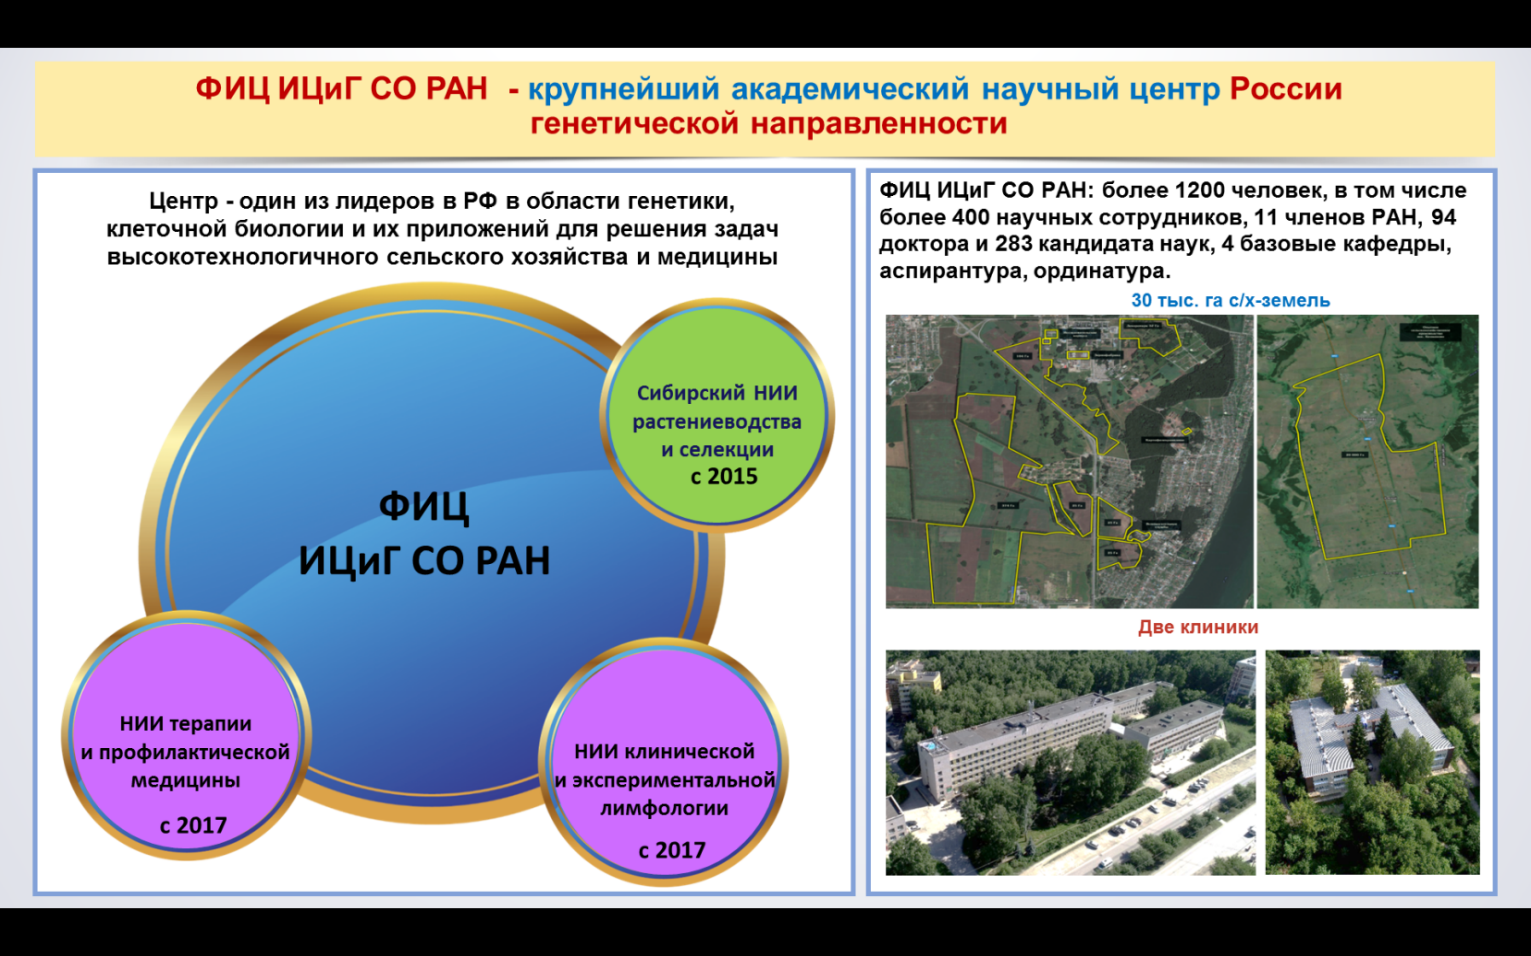 ФИЦ ИЦиГ СО РАН - крупнейший академический научный центр России
генетической направленности
Центр - один из лидеров в РФ в области генетики,
клеточной биологии и их приложений для решения задач
высокотехнологичного сельского хозяйства и медицины
Сибирский НИИ
растениеводства
и селекции
с 2015
ФИЦ
ИЦиГ СО РАН
НИИ терапии
и профилактической
медицины
с 2017
НИИ клинической
и экспериментальной
лимфологии
с 2017
ФИЦ ИЦиГ СО РАН: более 1200 человек, в том числе
более 400 научных сотрудников, 11 членов РАН, 94
доктора и 283 кандидата наук, 4 базовые кафедры,
аспирантура, ординатура.
30 тыс. га с/х-земель
Две клиники